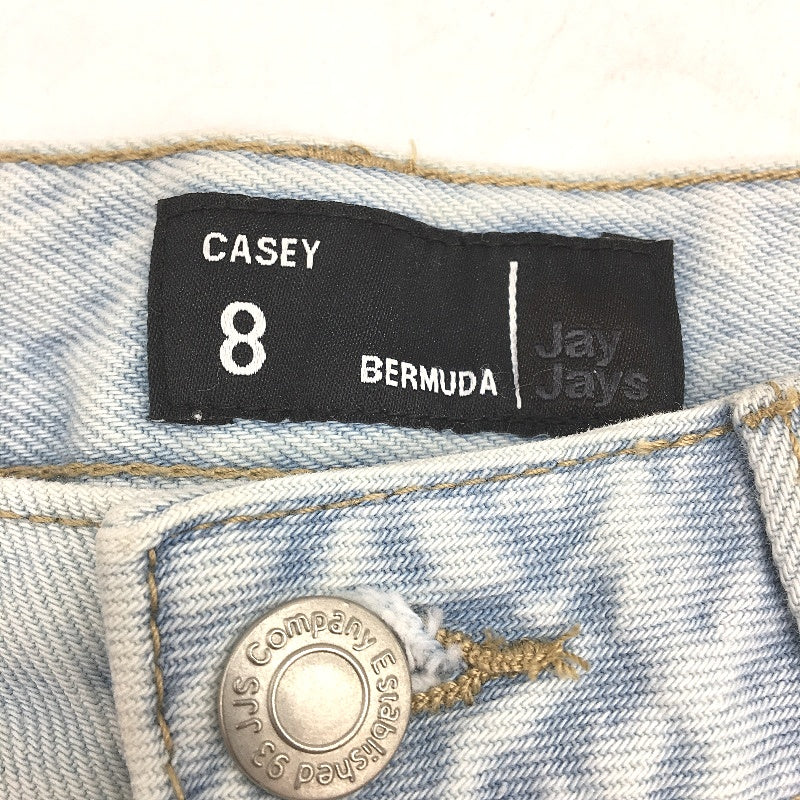 CASEY
8
BERMUDA
Jay
Jays
JJS Company Established 93